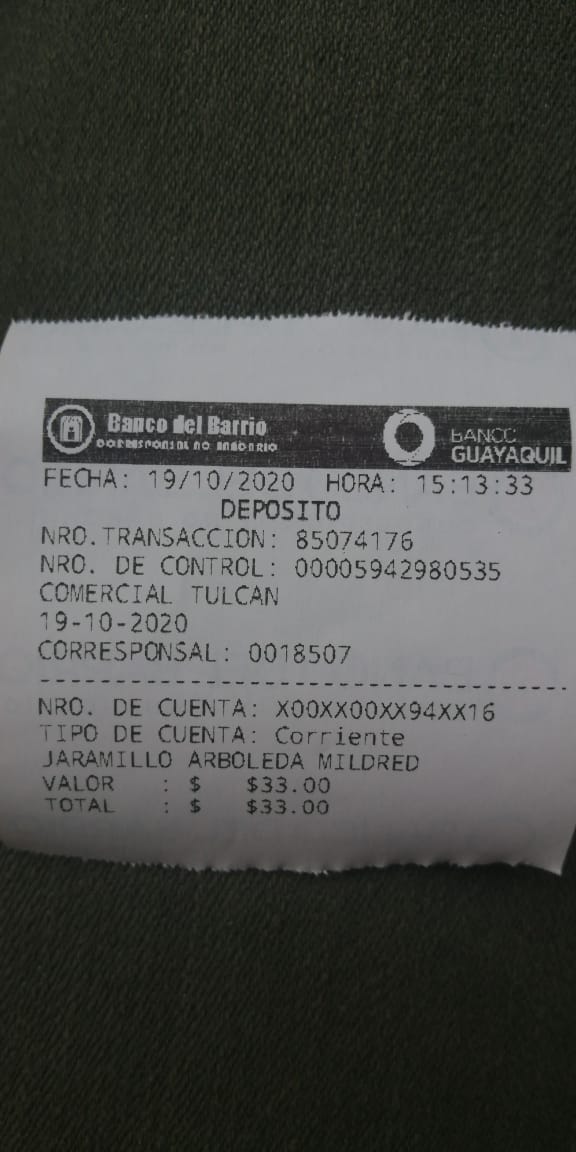 Banco del Barrio
CORRESPONSAL NO BANCARIO
BANCO
GUAYAQUIL
FECHA: 19/10/2020 HORA: 15:13:33
DEPOSITO
NRO.TRANSACCION: 85074176
NRO. DE CONTROL: 00005942980535
COMERCIAL TULCAN
19-10-2020
CORRESPONSAL: 0018507
NRO. DE CUENTA: X00XX00XX94XX16
TIPO DE CUENTA: Corriente
JARAMILLO ARBOLEDA MILDRED
VALOR : $ $33.00
TOTAL : $ $33.00